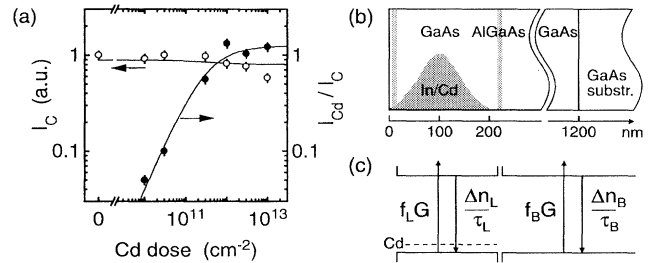 (a)
I_C (a.u.)
1
0.1
I_Cd / I_C
1
0.1
0 10^11 10^13
Cd dose (cm^-2)
(b)
GaAs AlGaAs GaAs
In/Cd
GaAs
substr.
0 100 200 1200 nm
(c)
f_L G Δn_L / τ_L f_B G Δn_B / τ_B
Cd